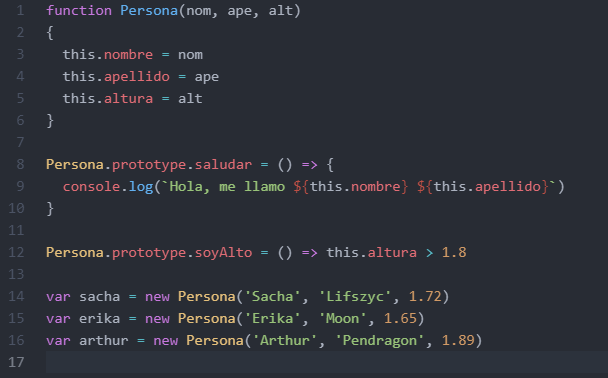 1 function Persona(nom, ape, alt)
2 {
3   this.nombre = nom
4   this.apellido = ape
5   this.altura = alt
6 }
7
8 Persona.prototype.saludar = () => {
9   console.log(`Hola, me llamo ${this.nombre} ${this.apellido}`)
10 }
11
12 Persona.prototype.soyAlto = () => this.altura > 1.8
13
14 var sacha = new Persona('Sacha', 'Lifszyc', 1.72)
15 var erika = new Persona('Erika', 'Moon', 1.65)
16 var arthur = new Persona('Arthur', 'Pendragon', 1.89)
17